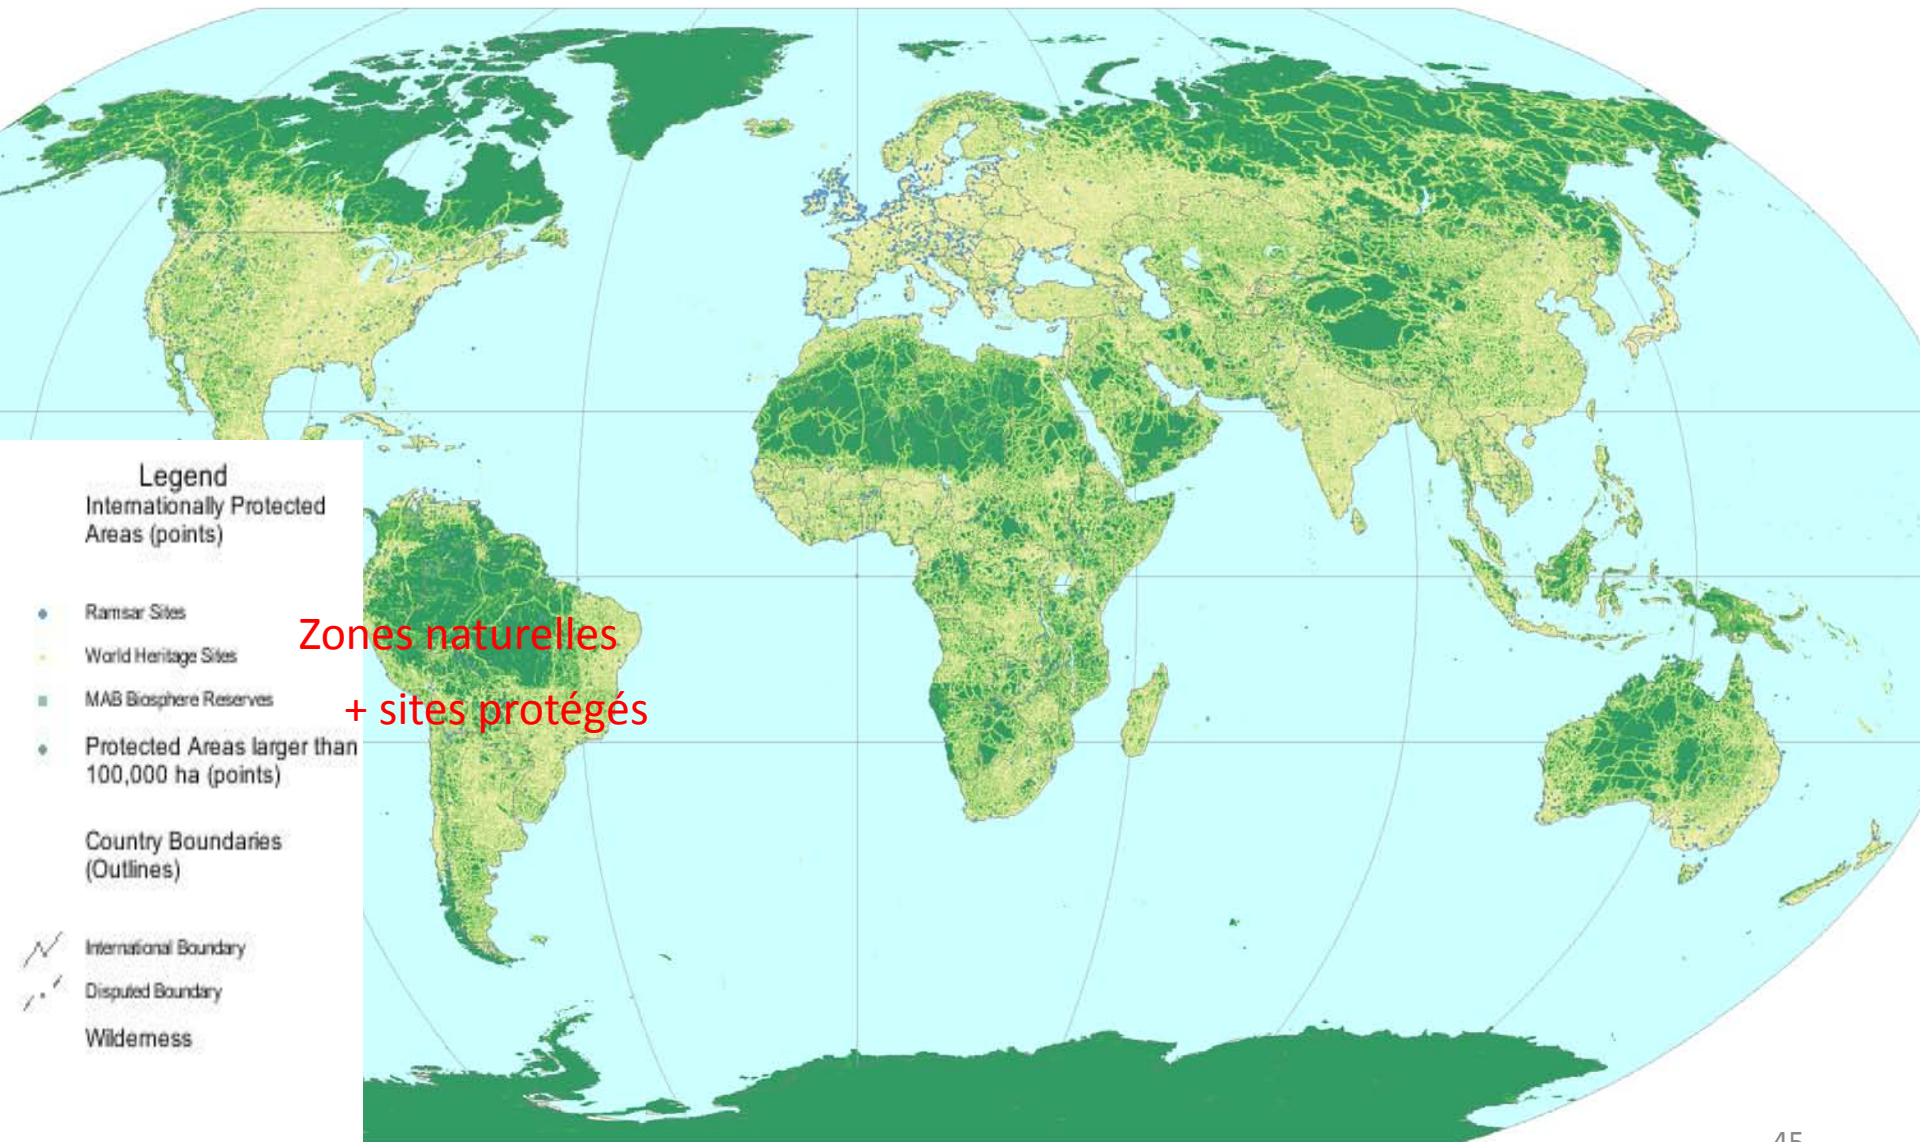 Legend
Internationally Protected
Areas (points)
Ramsar Sites
World Heritage Sites
MAB Biosphere Reserves
Protected Areas larger than
100,000 ha (points)
Country Boundaries
(Outlines)
International Boundary
Disputed Boundary
Wilderness
Zones naturelles
+ sites protégés
45